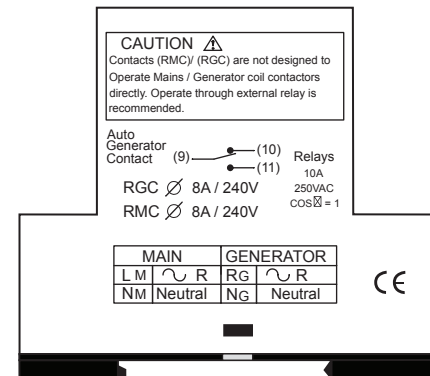 CAUTION ⚠
Contacts (RMC)/ (RGC) are not designed to
Operate Mains / Generator coil contactors
directly. Operate through external relay is
recommended.
Auto
Generator
Contact (9) (10)
(11)
Relays
10A
250VAC
COS☒ = 1
RGC ∅ 8A / 240V
RMC ∅ 8A / 240V
MAIN GENERATOR
L M ∿ R RG ∿ R
NM Neutral NG Neutral
CE